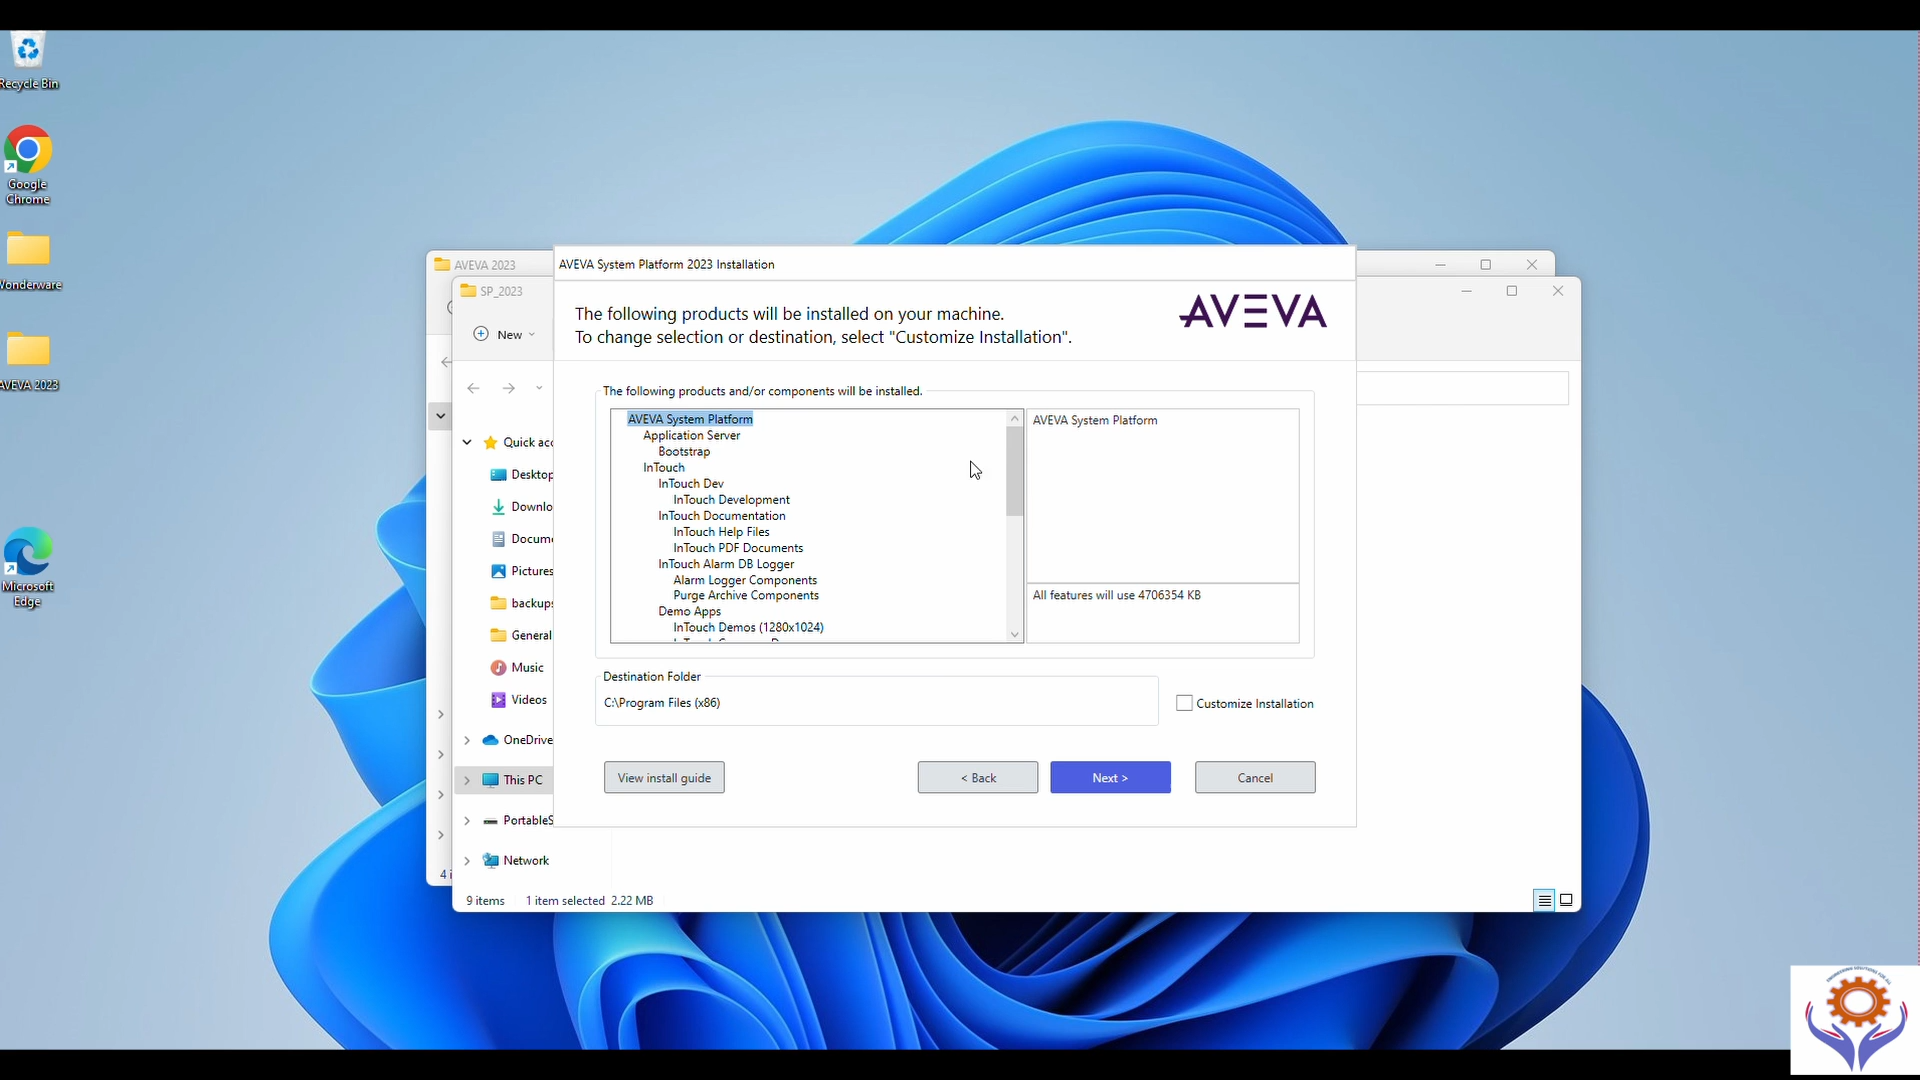 Recycle Bin
Google
Chrome
Wonderware
AVEVA 2023
Microsoft
Edge
AVEVA 2023
SP_2023
New
Quick acc
Desktop
Downlo
Docume
Pictures
backups
General
Music
Videos
OneDrive
This PC
PortableS
Network
4 i
9 items
1 item selected 2.22 MB
AVEVA System Platform 2023 Installation
The following products will be installed on your machine.
To change selection or destination, select "Customize Installation".
AVEVA
The following products and/or components will be installed.
AVEVA System Platform
Application Server
Bootstrap
InTouch
InTouch Dev
InTouch Development
InTouch Documentation
InTouch Help Files
InTouch PDF Documents
InTouch Alarm DB Logger
Alarm Logger Components
Purge Archive Components
Demo Apps
InTouch Demos (1280x1024)
AVEVA System Platform
All features will use 4706354 KB
Destination Folder
C:\Program Files (x86)
Customize Installation
View install guide
< Back
Next >
Cancel